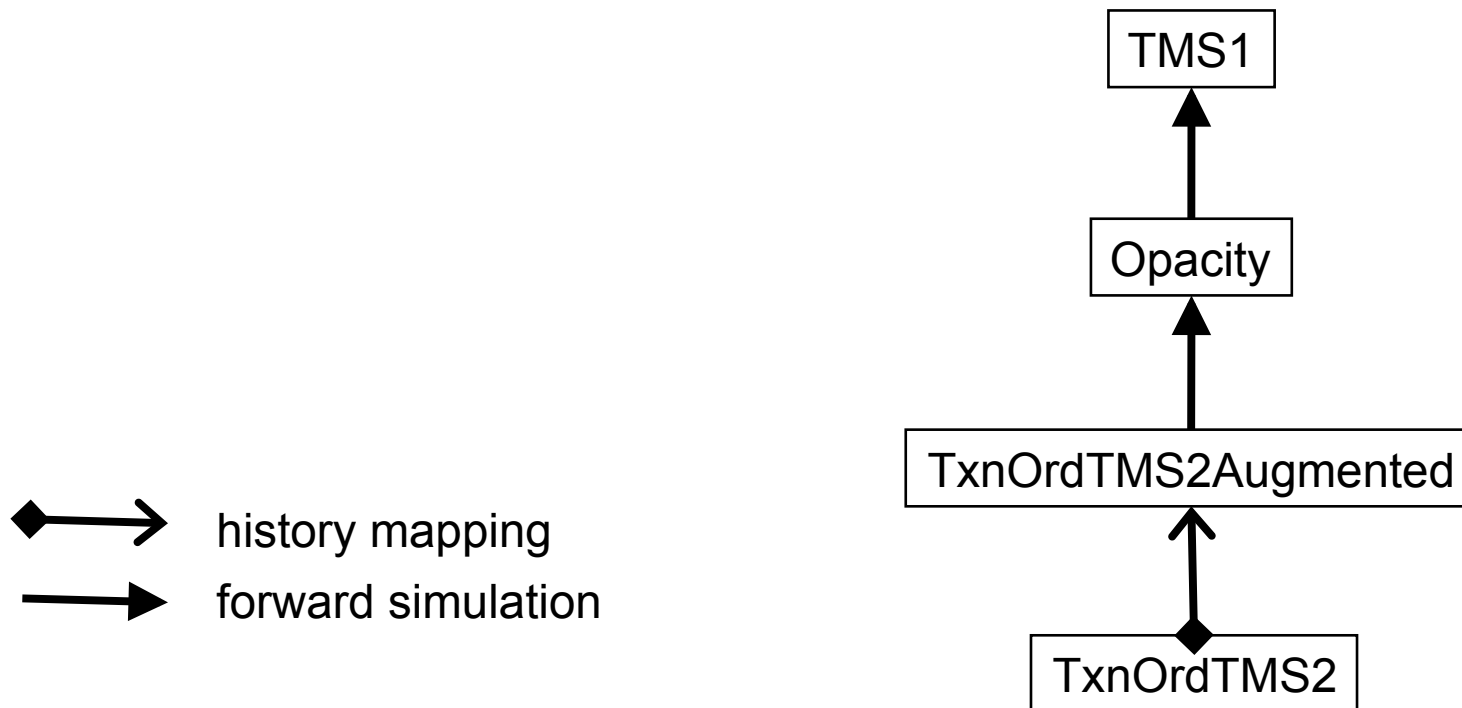 TMS1
Opacity
TxnOrdTMS2Augmented
history mapping
forward simulation
TxnOrdTMS2